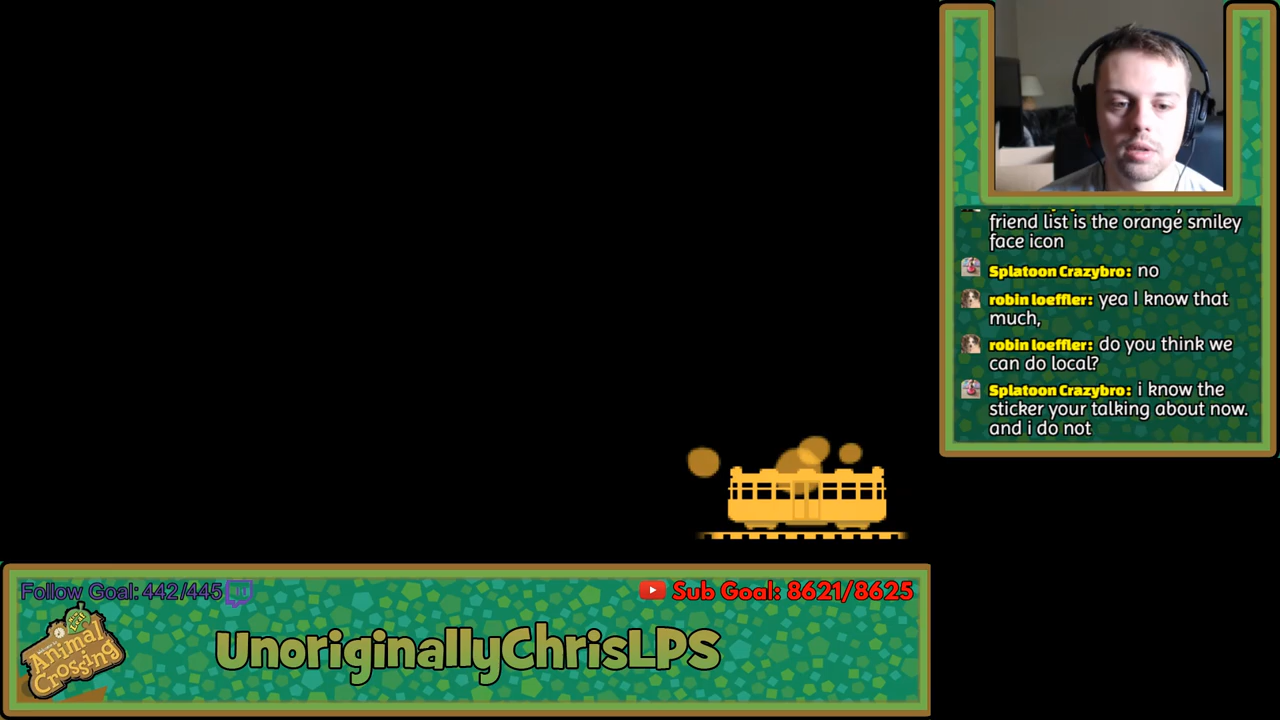 friend list is the orange smiley
face icon
Splatoon Crazybro: no
robin loeffler: yea I know that
much,
robin loeffler: do you think we
can do local?
Splatoon Crazybro: i know the
sticker your talking about now.
and i do not
Follow Goal: 442/445
Sub Goal: 8621/8625
Animal
Crossing
UnoriginallyChrisLPS